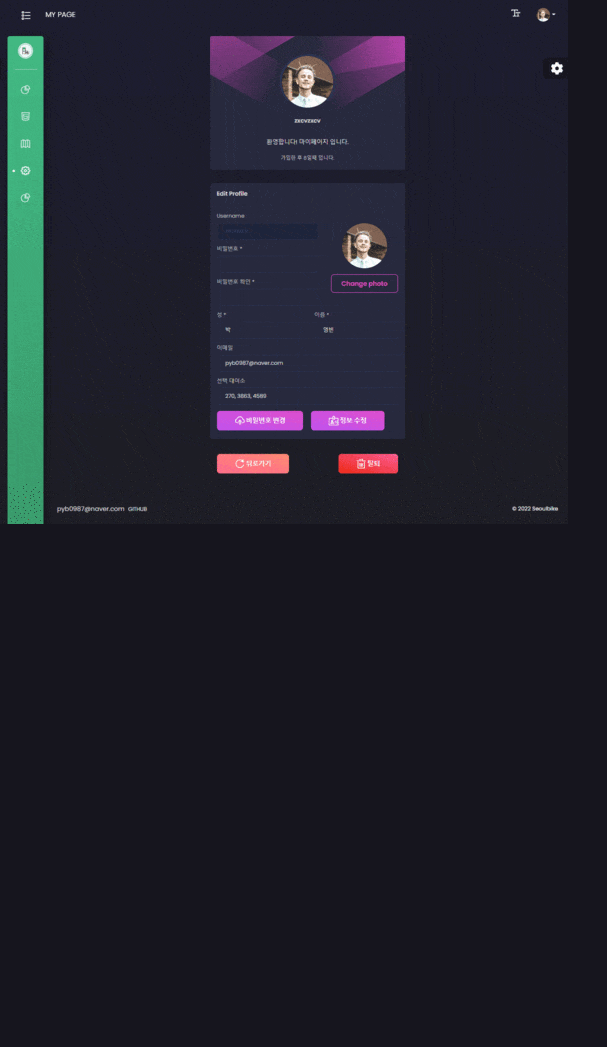 MY PAGE
zxcvzxcv
환영합니다! 마이페이지 입니다.
가입한 후 8일째 입니다.
Edit Profile
Username
비밀번호 *
비밀번호 확인 *
Change photo
성 * 이름 *
박 영빈
이메일
pyb0987@naver.com
선택 대여소
270, 3863, 4589
비밀번호 변경 정보 수정
뒤로가기 탈퇴
pyb0987@naver.com GITHUB © 2022 Seoulbike